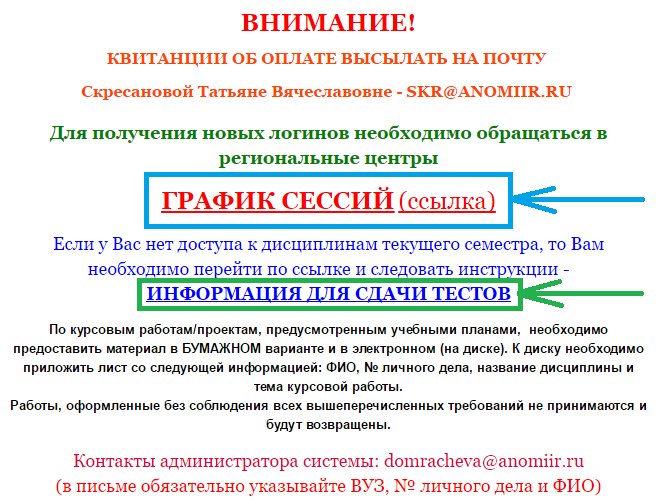 ВНИМАНИЕ!
КВИТАНЦИИ ОБ ОПЛАТЕ ВЫСЫЛАТЬ НА ПОЧТУ
Скресановой Татьяне Вячеславовне - SKR@ANOMIIR.RU
Для получения новых логинов необходимо обращаться в
региональные центры
ГРАФИК СЕССИЙ (ссылка)
Если у Вас нет доступа к дисциплинам текущего семестра, то Вам
необходимо перейти по ссылке и следовать инструкции -
ИНФОРМАЦИЯ ДЛЯ СДАЧИ ТЕСТОВ
По курсовым работам/проектам, предусмотренным учебными планами, необходимо
предоставить материал в БУМАЖНОМ варианте и в электронном (на диске). К диску необходимо
приложить лист со следующей информацией: ФИО, № личного дела, название дисциплины и
тема курсовой работы.
Работы, оформленные без соблюдения всех вышеперечисленных требований не принимаются и
будут возвращены.
Контакты администратора системы: domracheva@anomiir.ru
(в письме обязательно указывайте ВУЗ, № личного дела и ФИО)